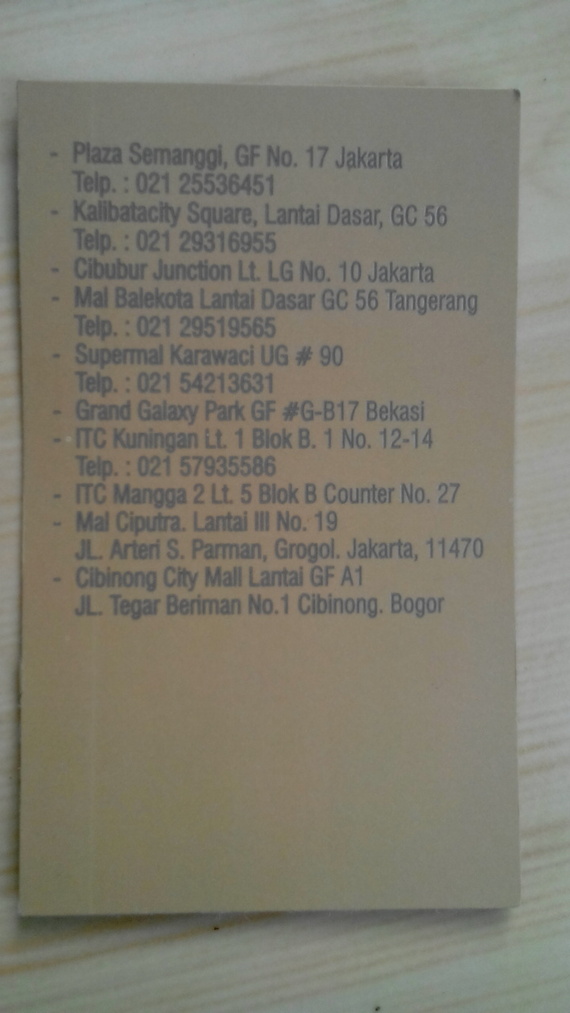 - Plaza Semanggi, GF No. 17 Jakarta
Telp. : 021 25536451
- Kalibatacity Square, Lantai Dasar, GC 56
Telp. : 021 29316955
- Cibubur Junction Lt. LG No. 10 Jakarta
- Mal Balekota Lantai Dasar GC 56 Tangerang
Telp. : 021 29519565
- Supermal Karawaci UG # 90
Telp. : 021 54213631
- Grand Galaxy Park GF #G-B17 Bekasi
- ITC Kuningan Lt. 1 Blok B. 1 No. 12-14
Telp. : 021 57935586
- ITC Mangga 2 Lt. 5 Blok B Counter No. 27
- Mal Ciputra. Lantai III No. 19
JL. Arteri S. Parman, Grogol. Jakarta, 11470
- Cibinong City Mall Lantai GF A1
JL. Tegar Beriman No.1 Cibinong. Bogor